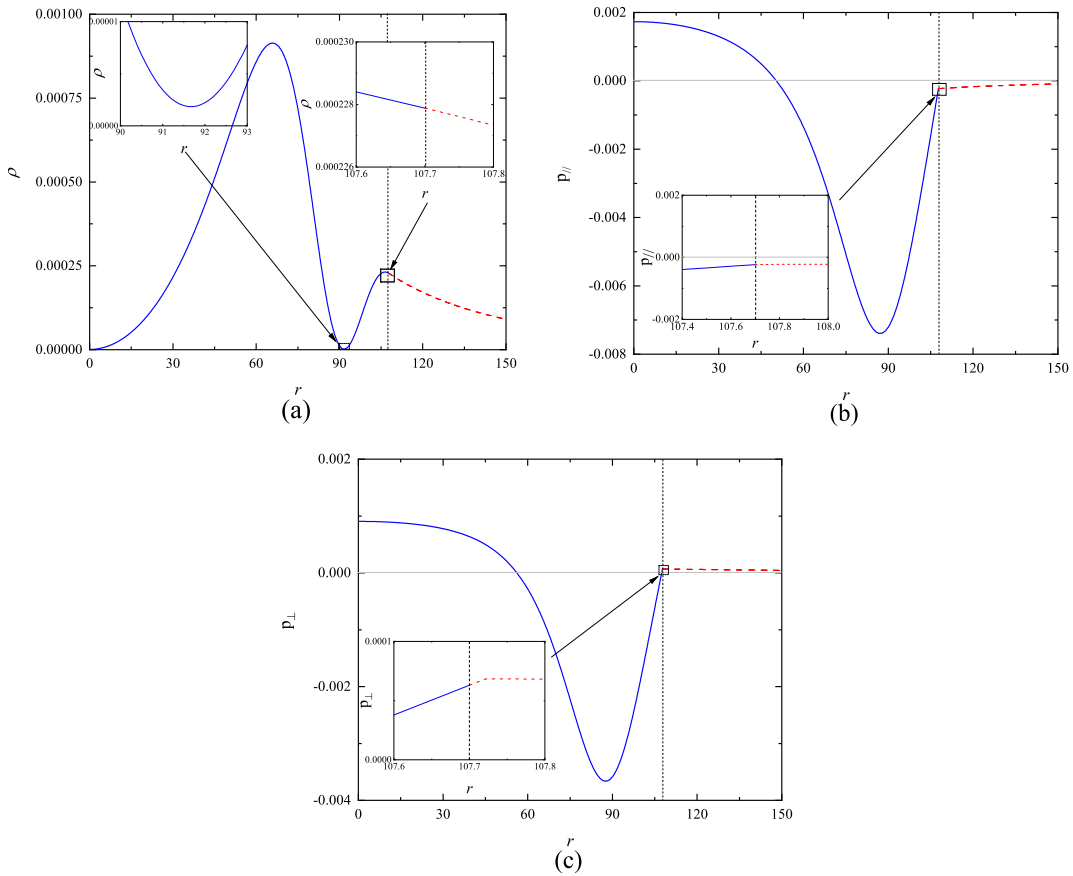 0.00100
0.00075
0.00050
0.00025
0.00000
ρ
0 30 60 90 120 150
r
0.00001
0.00000
ρ
90 91 92 93
r
0.000230
0.000228
0.000226
ρ
107.6 107.7 107.8
r
(a)
0.002
0.000
-0.002
-0.004
-0.006
-0.008
p//
0 30 60 90 120 150
r
0.002
0.000
-0.002
p//
107.4 107.6 107.8 108.0
r
(b)
0.002
0.000
-0.002
-0.004
p⊥
0 30 60 90 120 150
r
0.0001
0.0000
p⊥
107.6 107.7 107.8
r
(c)